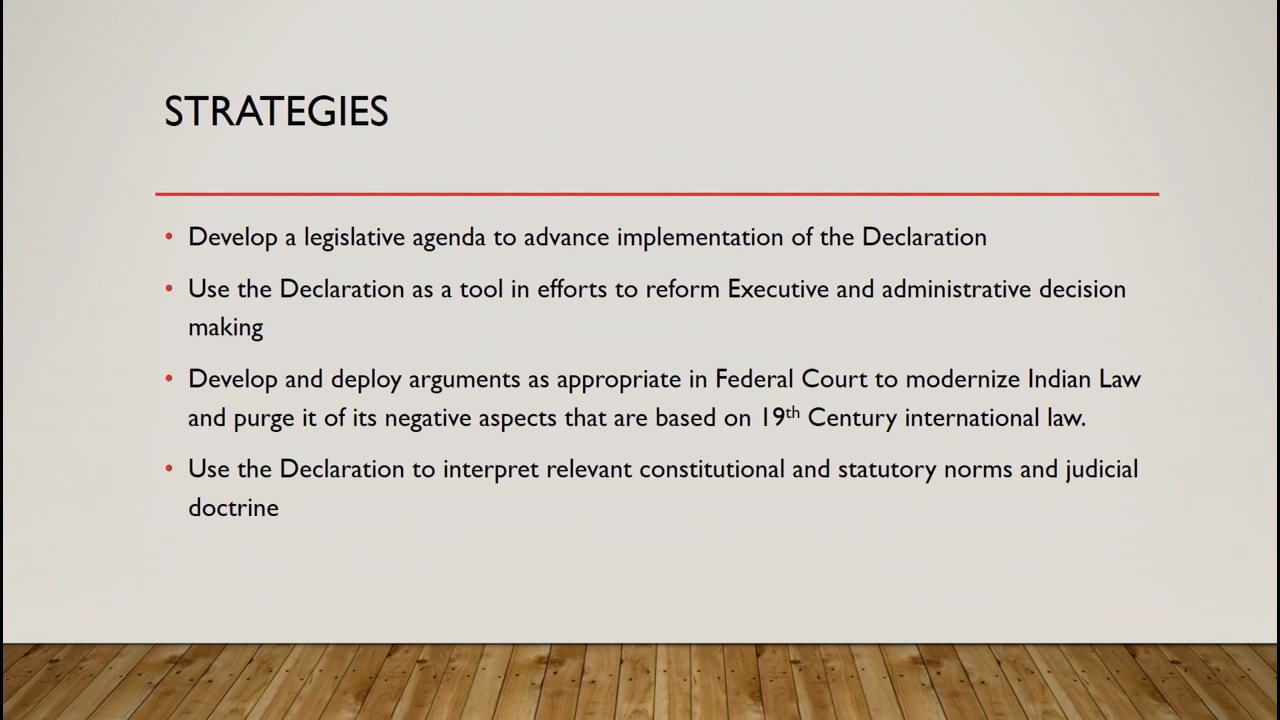 STRATEGIES
• Develop a legislative agenda to advance implementation of the Declaration
• Use the Declaration as a tool in efforts to reform Executive and administrative decision
making
• Develop and deploy arguments as appropriate in Federal Court to modernize Indian Law
and purge it of its negative aspects that are based on 19th Century international law.
• Use the Declaration to interpret relevant constitutional and statutory norms and judicial
doctrine